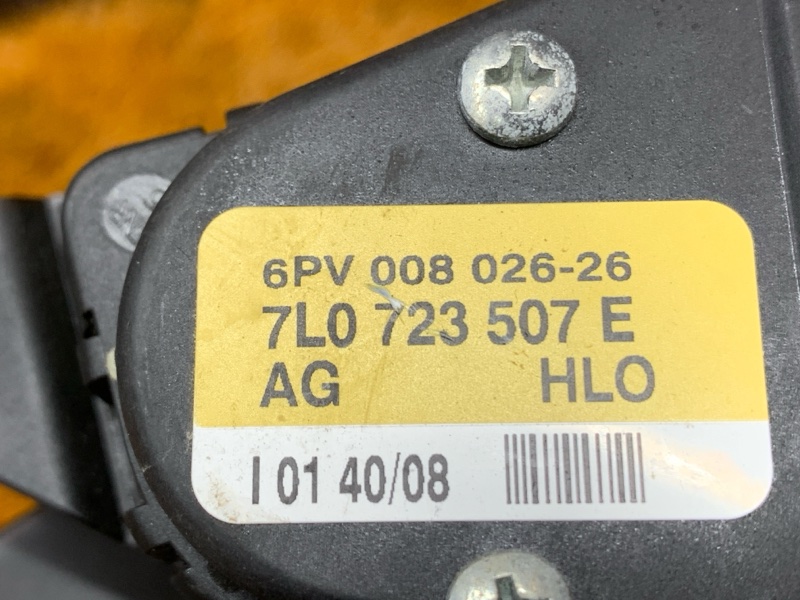 6PV 008 026-26
7L0 723 507 E
AG HLO
I 01 40/08